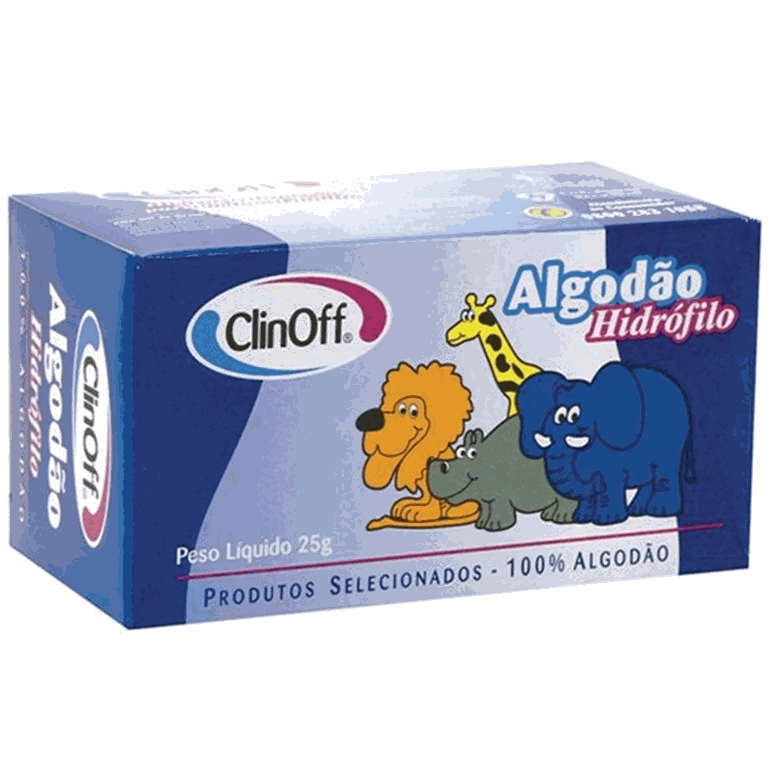 ClinOff®
Algodão
Hidrófilo
Peso Líquido 25g
PRODUTOS SELECIONADOS - 100% ALGODÃO
ClinOff®
Algodão
Hidrófilo
100% ALGODÃO